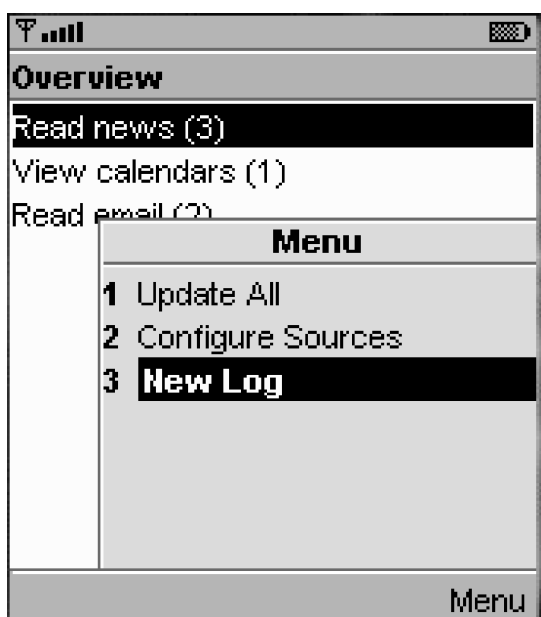 Overview
Read news (3)
View calendars (1)
Read email (2)
Menu
1 Update All
2 Configure Sources
3 New Log
Menu